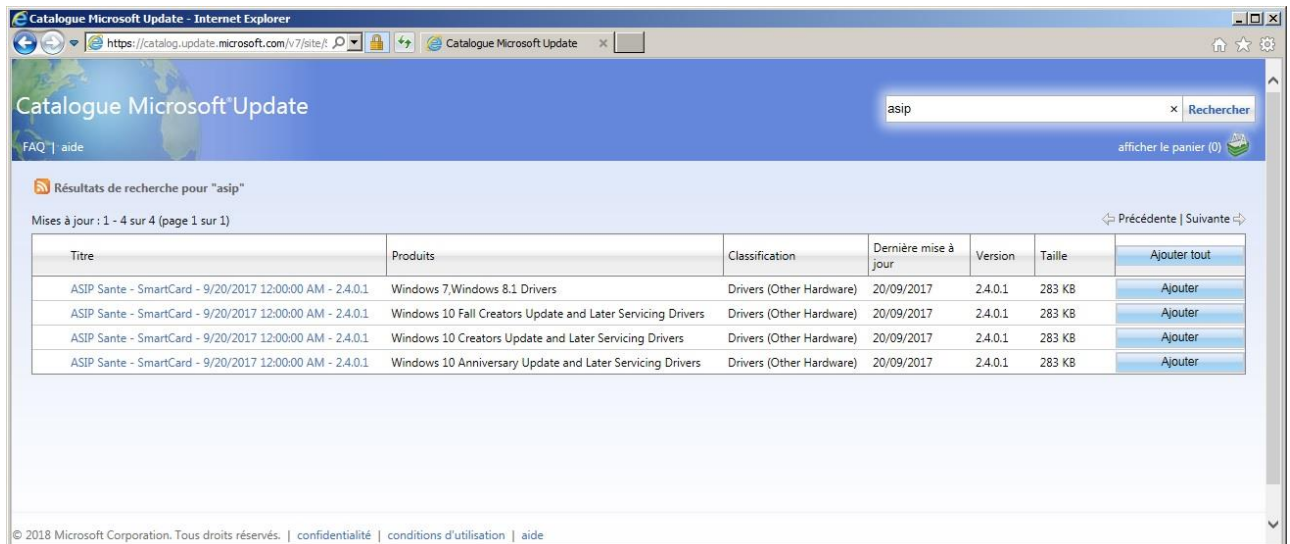 Catalogue Microsoft Update - Internet Explorer
https://catalog.update.microsoft.com/v7/site/
Catalogue Microsoft Update
Catalogue Microsoft® Update
asip
× Rechercher
FAQ | aide
afficher le panier (0)
Résultats de recherche pour "asip"
Mises à jour : 1 - 4 sur 4 (page 1 sur 1)
Précédente | Suivante
Titre Produits Classification Dernière mise à jour Version Taille Ajouter tout
ASIP Sante - SmartCard - 9/20/2017 12:00:00 AM - 2.4.0.1 Windows 7,Windows 8.1 Drivers Drivers (Other Hardware) 20/09/2017 2.4.0.1 283 KB Ajouter
ASIP Sante - SmartCard - 9/20/2017 12:00:00 AM - 2.4.0.1 Windows 10 Fall Creators Update and Later Servicing Drivers Drivers (Other Hardware) 20/09/2017 2.4.0.1 283 KB Ajouter
ASIP Sante - SmartCard - 9/20/2017 12:00:00 AM - 2.4.0.1 Windows 10 Creators Update and Later Servicing Drivers Drivers (Other Hardware) 20/09/2017 2.4.0.1 283 KB Ajouter
ASIP Sante - SmartCard - 9/20/2017 12:00:00 AM - 2.4.0.1 Windows 10 Anniversary Update and Later Servicing Drivers Drivers (Other Hardware) 20/09/2017 2.4.0.1 283 KB Ajouter
© 2018 Microsoft Corporation. Tous droits réservés. | confidentialité | conditions d'utilisation | aide